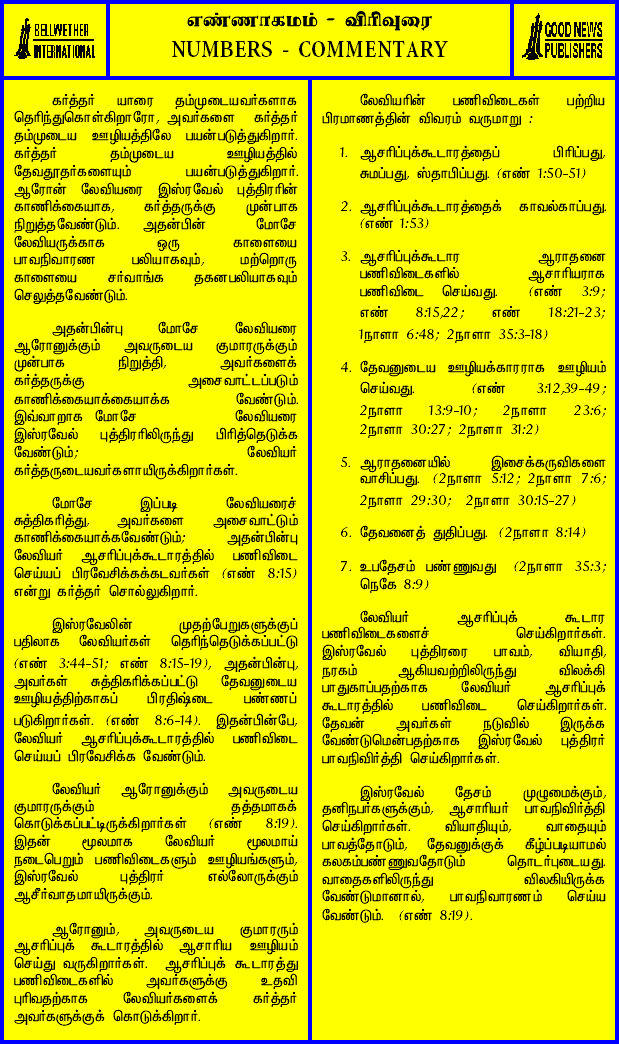 BELLWETHER
INTERNATIONAL
எண்ணாகமம் - விரிவுரை
NUMBERS - COMMENTARY
GOOD NEWS
PUBLISHERS
கர்த்தர் யாரை தம்முடையவர்களாக
தெரிந்துகொள்கிறாரோ, அவர்களை கர்த்தர்
தம்முடைய ஊழியத்திலே பயன்படுத்துகிறார்.
கர்த்தர் தம்முடைய ஊழியத்தில்
தேவதூதர்களையும் பயன்படுத்துகிறார்.
ஆரோன் லேவியரை இஸ்ரவேல் புத்திரரின்
காணிக்கையாக, கர்த்தருக்கு முன்பாக
நிறுத்தவேண்டும். அதன்பின் மோசே
லேவியருக்காக ஒரு காளையை
பாவநிவாரண பலியாகவும், மற்றொரு
காளையை சர்வாங்க தகனபலியாகவும்
செலுத்தவேண்டும்.
அதன்பின்பு மோசே லேவியரை
ஆரோனுக்கும் அவருடைய குமாரருக்கும்
முன்பாக நிறுத்தி, அவர்களைக்
கர்த்தருக்கு அசைவாட்டப்படும்
காணிக்கையாக்கையாக்க வேண்டும்.
இவ்வாறாக மோசே லேவியரை
இஸ்ரவேல் புத்திரரிலிருந்து பிரித்தெடுக்க
வேண்டும்; லேவியர்
கர்த்தருடையவர்களாயிருக்கிறார்கள்.
மோசே இப்படி லேவியரைச்
சுத்திகரித்து, அவர்களை அசைவாட்டும்
காணிக்கையாக்கவேண்டும்; அதன்பின்பு
லேவியர் ஆசரிப்புக்கூடாரத்தில் பணிவிடை
செய்யப் பிரவேசிக்கக்கடவர்கள் (எண் 8:15)
என்று கர்த்தர் சொல்லுகிறார்.
இஸ்ரவேலின் முதற்பேறுகளுக்குப்
பதிலாக லேவியர்கள் தெரிந்தெடுக்கப்பட்டு
(எண் 3:44-51; எண் 8:15-19), அதன்பின்பு,
அவர்கள் சுத்திகரிக்கப்பட்டு தேவனுடைய
ஊழியத்திற்காகப் பிரதிஷ்டை பண்ணப்
படுகிறார்கள். (எண் 8:6-14). இதன்பின்பே,
லேவியர் ஆசரிப்புக்கூடாரத்தில் பணிவிடை
செய்யப் பிரவேசிக்க வேண்டும்.
லேவியர் ஆரோனுக்கும் அவருடைய
குமாரருக்கும் தத்தமாகக்
கொடுக்கப்பட்டிருக்கிறார்கள் (எண் 8:19).
இதன் மூலமாக லேவியர் மூலமாய்
நடைபெறும் பணிவிடைகளும் ஊழியங்களும்,
இஸ்ரவேல் புத்திரர் எல்லோருக்கும்
ஆசீர்வாதமாயிருக்கும்.
ஆரோனும், அவருடைய குமாரரும்
ஆசரிப்புக் கூடாரத்தில் ஆசாரிய ஊழியம்
செய்து வருகிறார்கள். ஆசரிப்புக் கூடாரத்து
பணிவிடைகளில் அவர்களுக்கு உதவி
புரிவதற்காக லேவியர்களைக் கர்த்தர்
அவர்களுக்குக் கொடுக்கிறார்.
லேவியரின் பணிவிடைகள் பற்றிய
பிரமாணத்தின் விவரம் வருமாறு :
1. ஆசரிப்புக்கூடாரத்தைப் பிரிப்பது,
சுமப்பது, ஸ்தாபிப்பது. (எண் 1:50-51)
2. ஆசரிப்புக்கூடாரத்தைக் காவல்காப்பது.
(எண் 1:53)
3. ஆசரிப்புக்கூடார ஆராதனை
பணிவிடைகளில் ஆசாரியராக
பணிவிடை செய்வது. (எண் 3:9;
எண் 8:15,22; எண் 18:21-23;
1நாளா 6:48; 2நாளா 35:3-18)
4. தேவனுடைய ஊழியக்காரராக ஊழியம்
செய்வது. (எண் 3:12,39-49;
2நாளா 13:9-10; 2நாளா 23:6;
2நாளா 30:27; 2நாளா 31:2)
5. ஆராதனையில் இசைக்கருவிகளை
வாசிப்பது. (2நாளா 5:12; 2நாளா 7:6;
2நாளா 29:30; 2நாளா 30:15-27)
6. தேவனைத் துதிப்பது. (2நாளா 8:14)
7. உபதேசம் பண்ணுவது (2நாளா 35:3;
நெகே 8:9)
லேவியர் ஆசரிப்புக் கூடார
பணிவிடைகளைச் செய்கிறார்கள்.
இஸ்ரவேல் புத்திரரை பாவம், வியாதி,
நரகம் ஆகியவற்றிலிருந்து விலக்கி
பாதுகாப்பதற்காக லேவியர் ஆசரிப்புக்
கூடாரத்தில் பணிவிடை செய்கிறார்கள்.
தேவன் அவர்கள் நடுவில் இருக்க
வேண்டுமென்பதற்காக இஸ்ரவேல் புத்திரர்
பாவநிவிர்த்தி செய்கிறார்கள்.
இஸ்ரவேல் தேசம் முழுமைக்கும்,
தனிநபர்களுக்கும், ஆசாரியர் பாவநிவிர்த்தி
செய்கிறார்கள். வியாதியும், வாதையும்
பாவத்தோடும், தேவனுக்குக் கீழ்ப்படியாமல்
கலகம்பண்ணுவதோடும் தொடர்புடையது.
வாதைகளிலிருந்து விலகியிருக்க
வேண்டுமானால், பாவநிவாரணம் செய்ய
வேண்டும். (எண் 8:19).